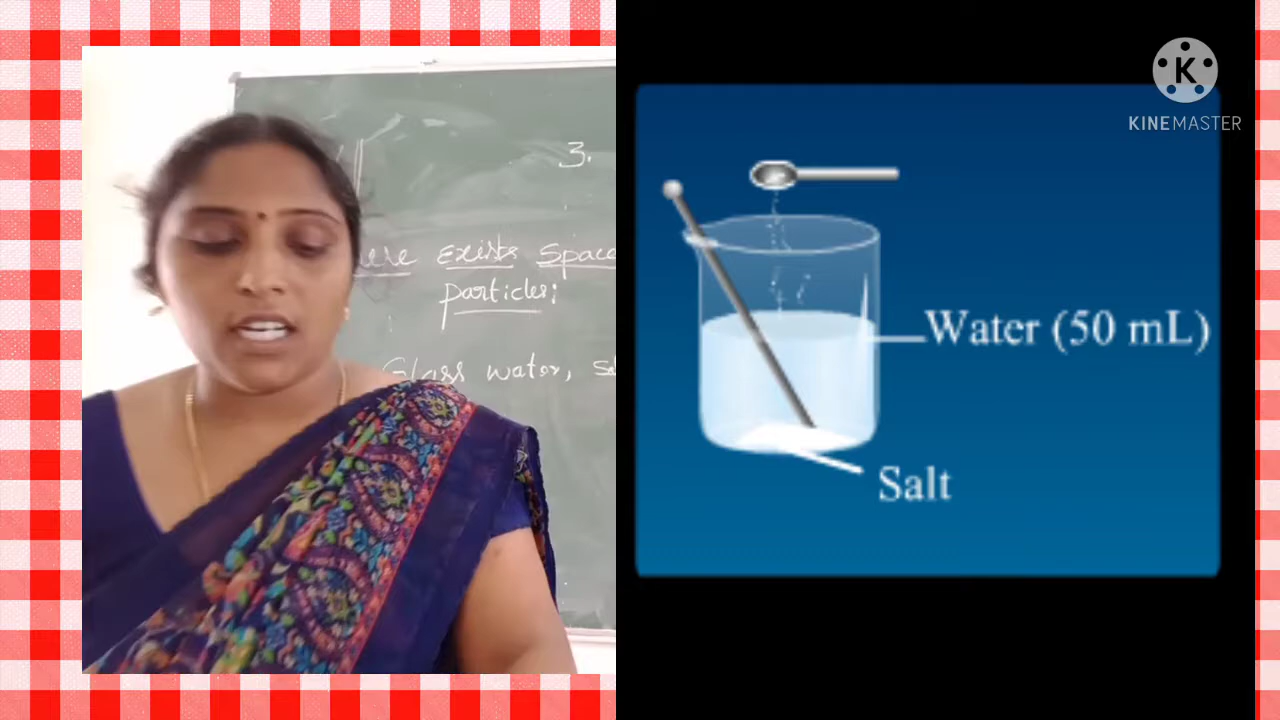 3.
exists Space
particles;
Glass water,
KINEMASTER
Water (50 mL)
Salt